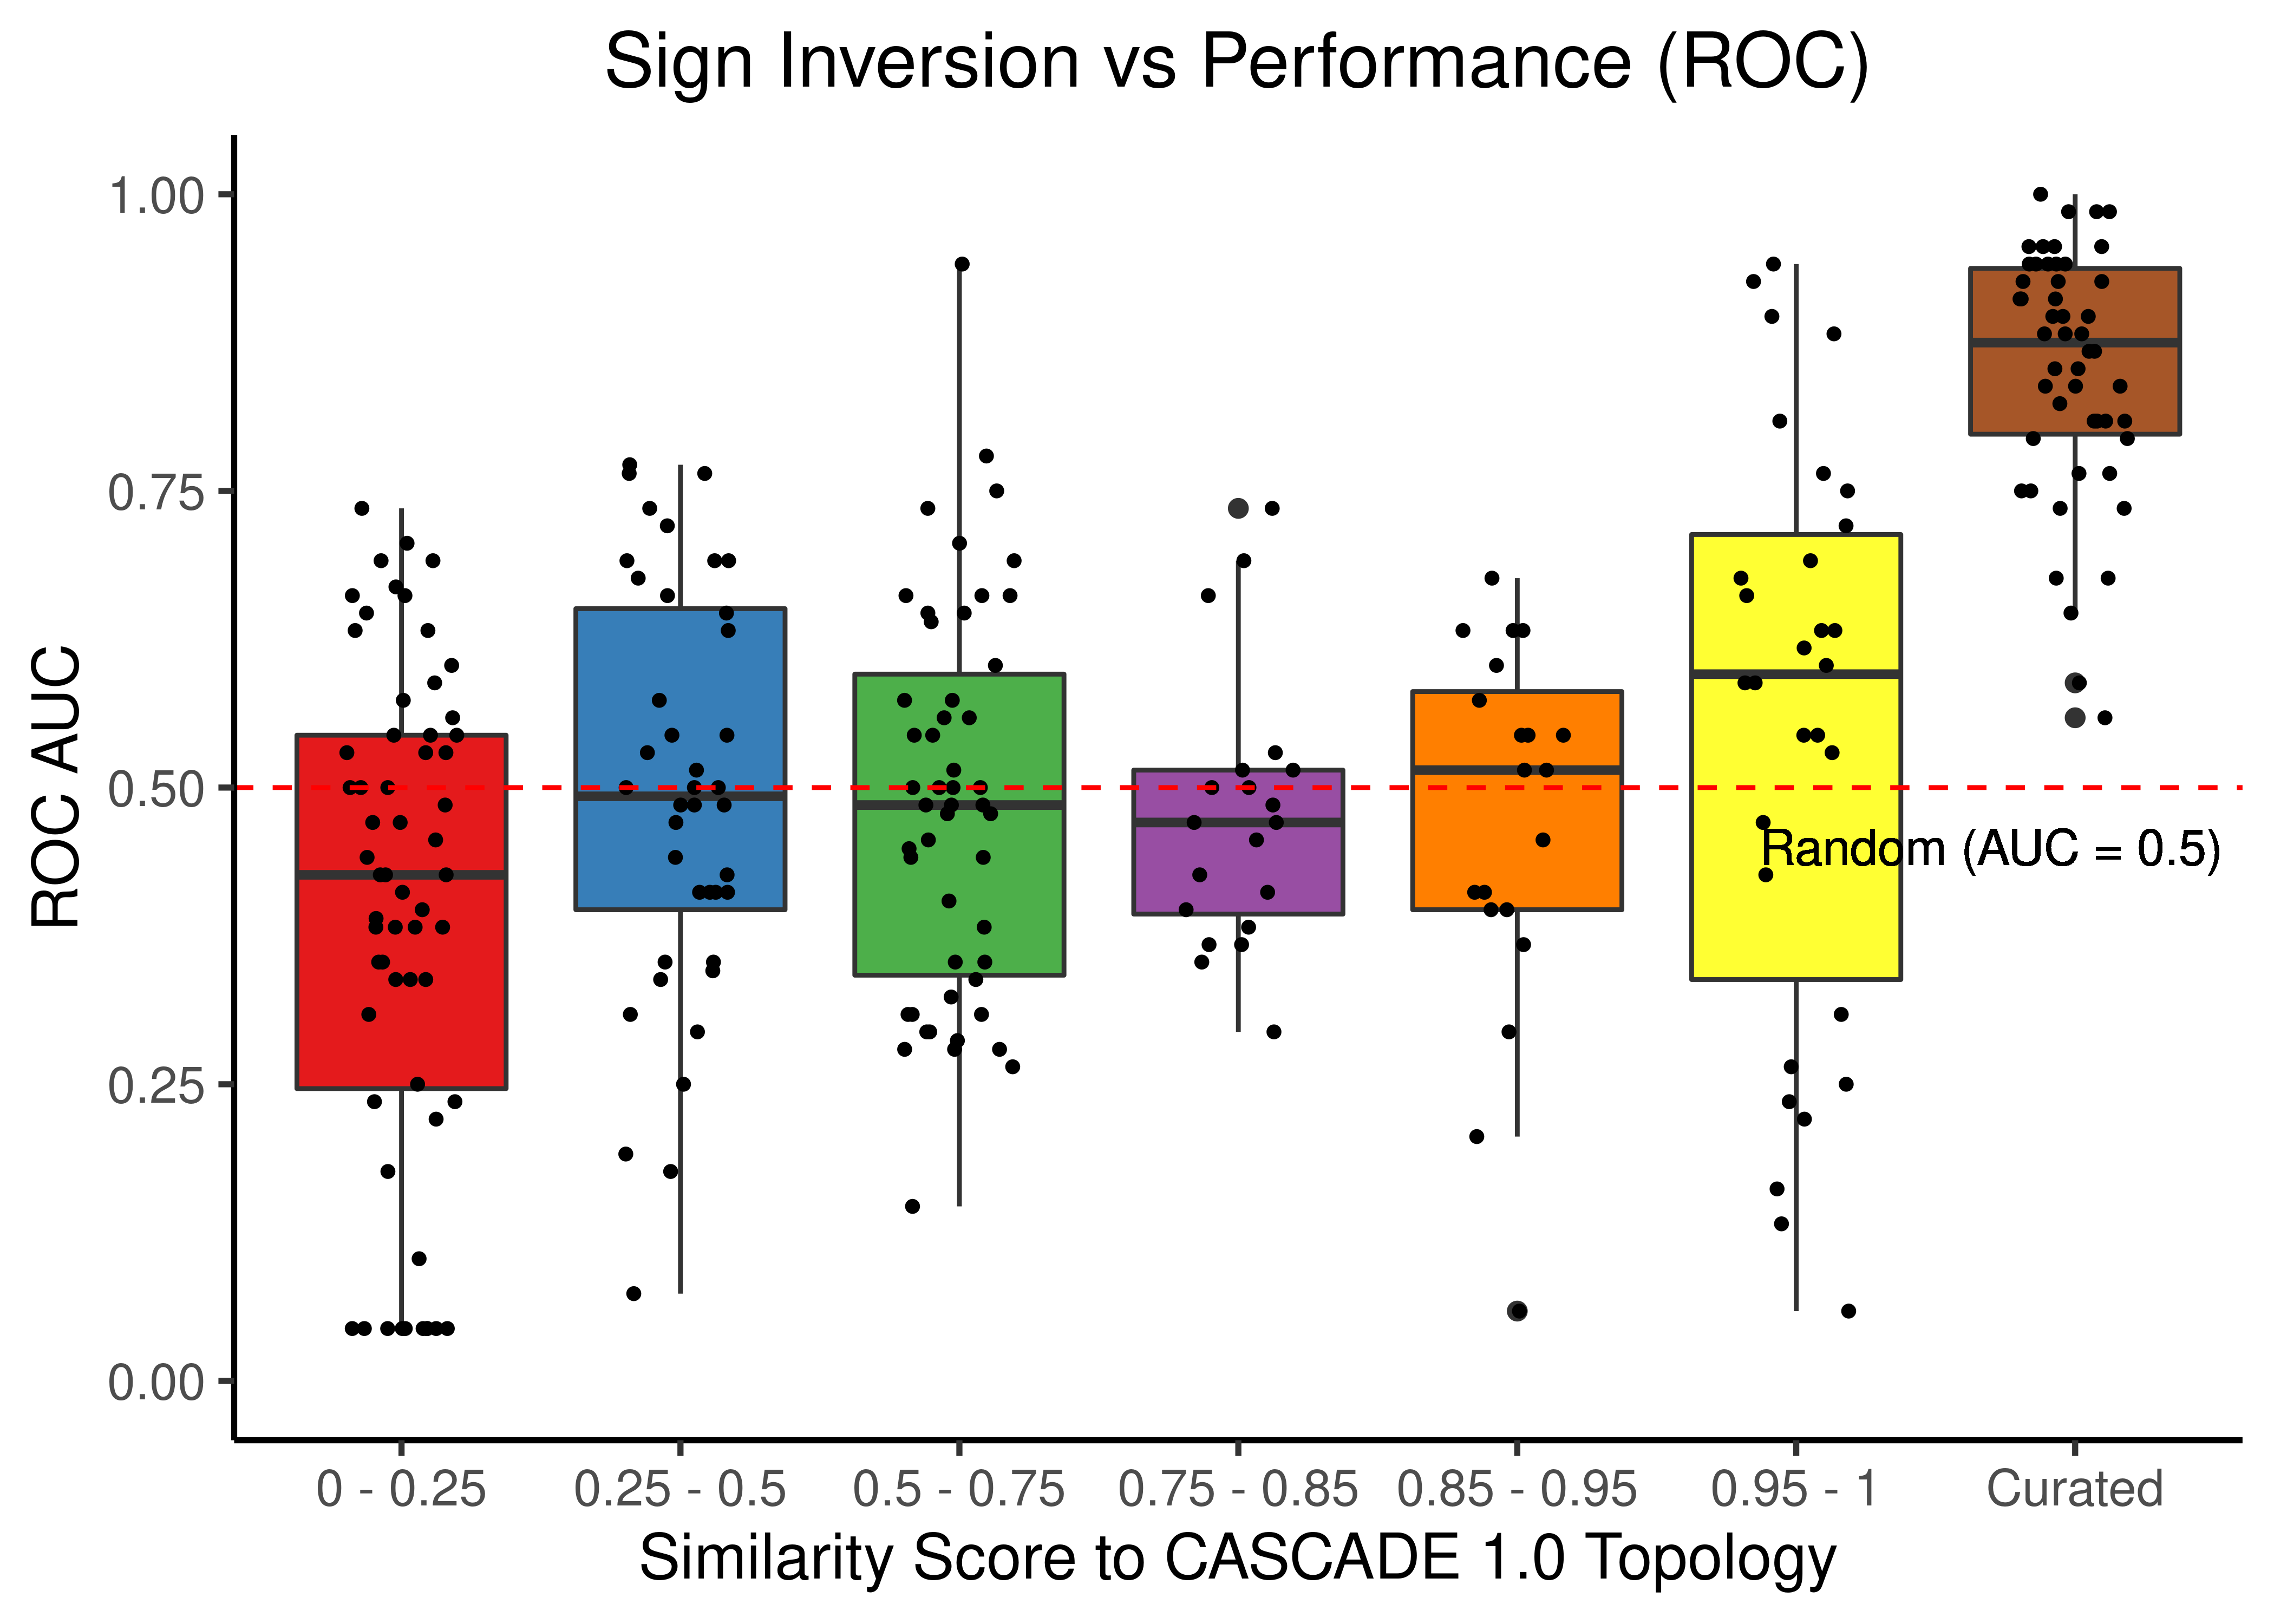 Sign Inversion vs Performance (ROC)
ROC AUC
1.00
0.75
0.50
0.25
0.00
Random (AUC = 0.5)
0 - 0.25
0.25 - 0.5
0.5 - 0.75
0.75 - 0.85
0.85 - 0.95
0.95 - 1
Curated
Similarity Score to CASCADE 1.0 Topology